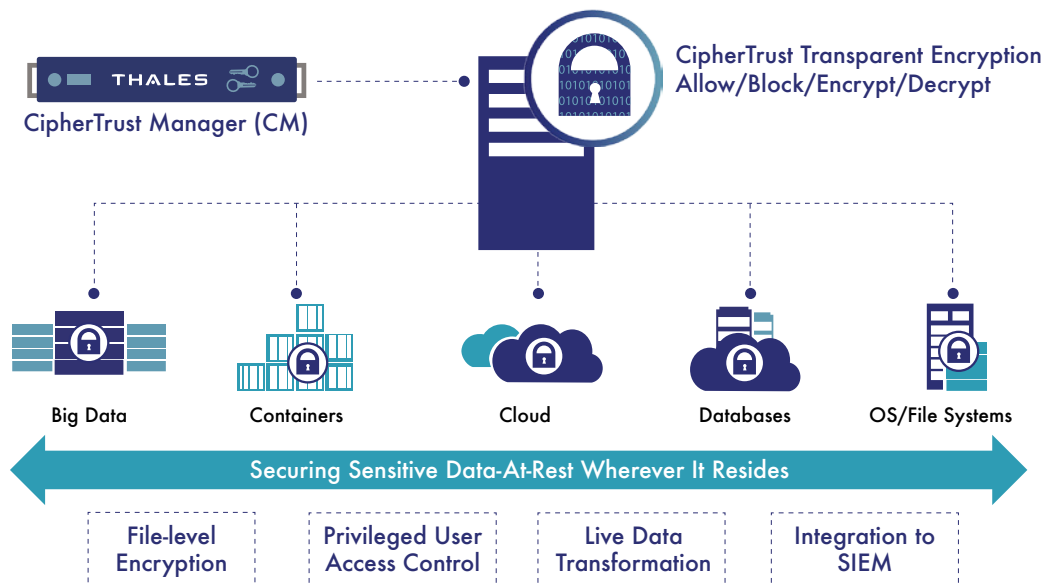 THALES
CipherTrust Manager (CM)
CipherTrust Transparent Encryption
Allow/Block/Encrypt/Decrypt
Big Data
Containers
Cloud
Databases
OS/File Systems
Securing Sensitive Data-At-Rest Wherever It Resides
File-level
Encryption
Privileged User
Access Control
Live Data
Transformation
Integration to
SIEM